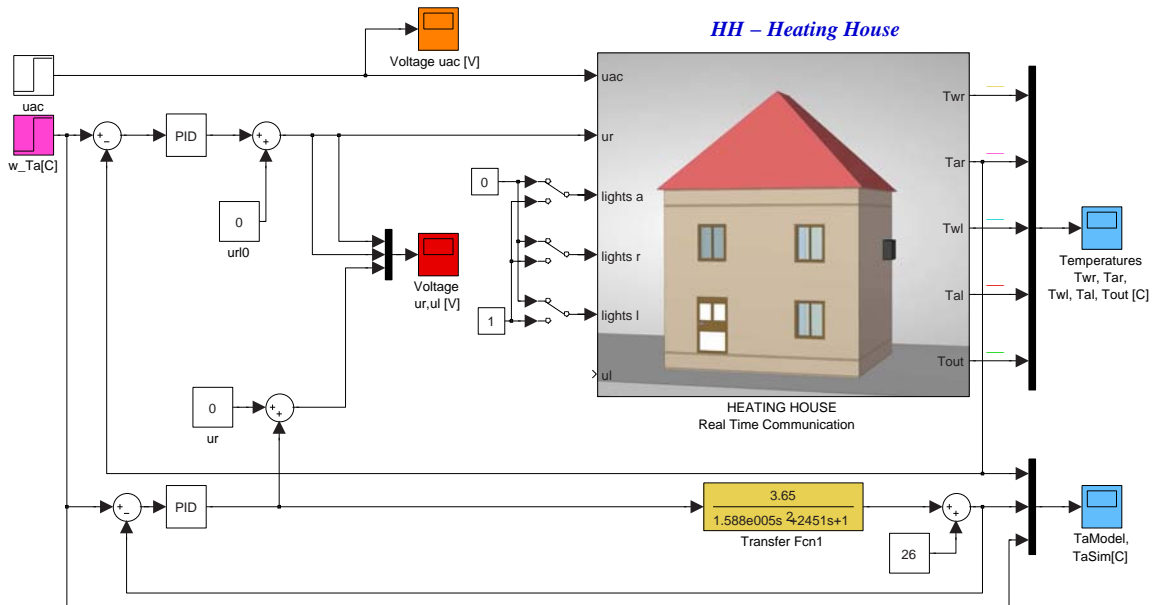 HH – Heating House
Voltage uac [V]
uac
uac
Twr
w_Ta[C]
+
−
PID
+
+
ur
Tar
0
url0
0
lights a
Twl
lights r
Voltage
ur,ul [V]
Temperatures
Twr, Tar,
Twl, Tal, Tout [C]
Tal
1
lights l
Tout
ul
0
ur
+
+
HEATING HOUSE
Real Time Communication
+
−
PID
3.65
1.588e005s 2+2451s+1
Transfer Fcn1
+
+
26
TaModel,
TaSim[C]